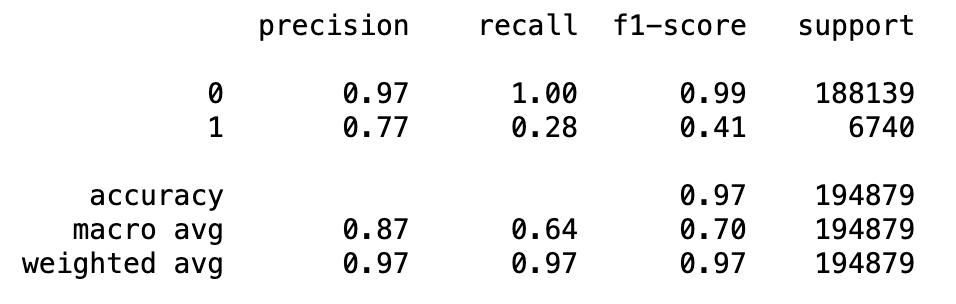 precision recall f1-score support
0 0.97 1.00 0.99 188139
1 0.77 0.28 0.41 6740
accuracy 0.97 194879
macro avg 0.87 0.64 0.70 194879
weighted avg 0.97 0.97 0.97 194879